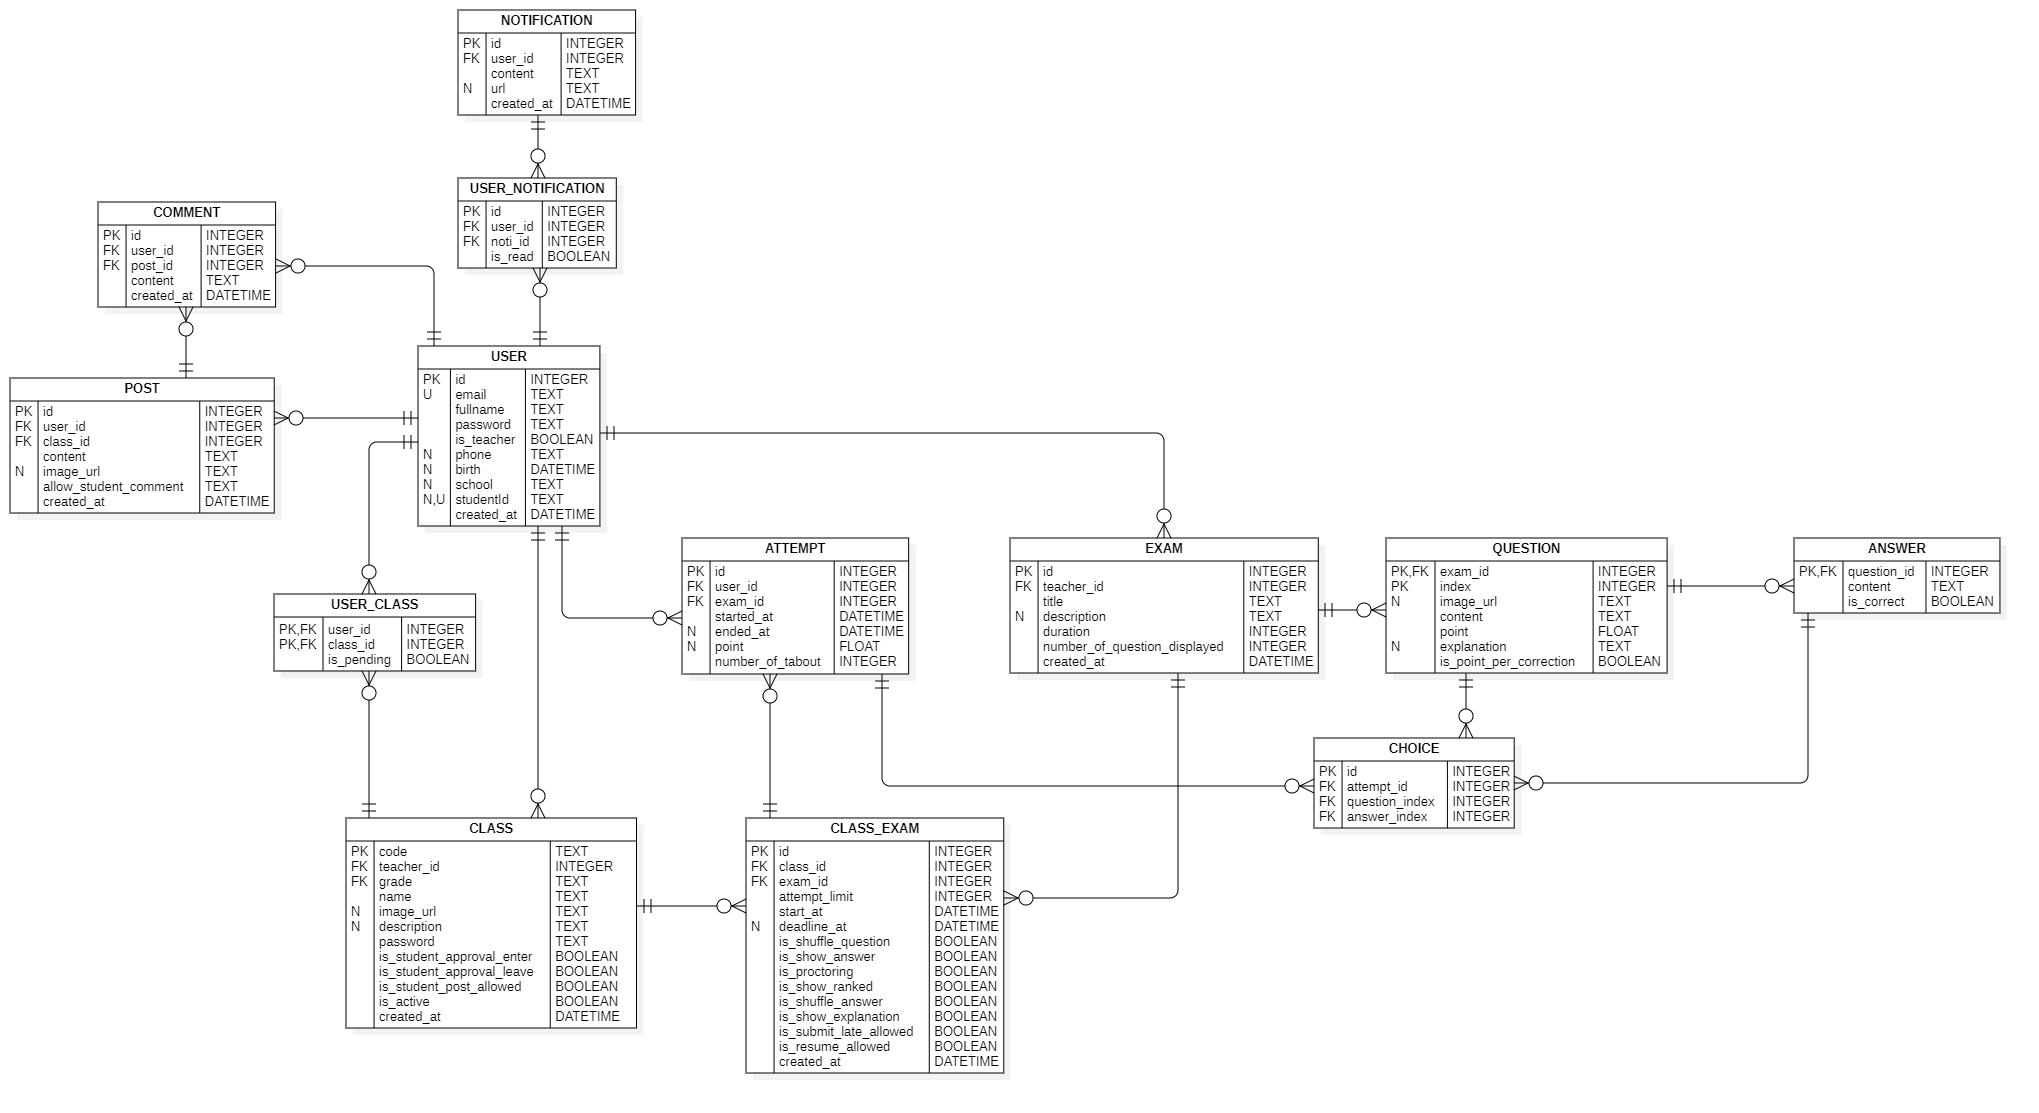 NOTIFICATION
PK id INTEGER
FK user_id INTEGER
content TEXT
N url TEXT
created_at DATETIME
USER_NOTIFICATION
PK id INTEGER
FK user_id INTEGER
FK noti_id INTEGER
is_read BOOLEAN
COMMENT
PK id INTEGER
FK user_id INTEGER
FK post_id INTEGER
content TEXT
created_at DATETIME
POST
PK id INTEGER
FK user_id INTEGER
FK class_id INTEGER
content TEXT
N image_url TEXT
allow_student_comment TEXT
created_at DATETIME
USER
PK id INTEGER
U email TEXT
fullname TEXT
password TEXT
is_teacher BOOLEAN
N phone TEXT
N birth DATETIME
N school TEXT
N,U studentId TEXT
created_at DATETIME
USER_CLASS
PK,FK user_id INTEGER
PK,FK class_id INTEGER
is_pending BOOLEAN
ATTEMPT
PK id INTEGER
FK user_id INTEGER
FK exam_id INTEGER
started_at DATETIME
N ended_at DATETIME
N point FLOAT
number_of_tabout INTEGER
EXAM
PK id INTEGER
FK teacher_id INTEGER
title TEXT
N description TEXT
duration INTEGER
number_of_question_displayed INTEGER
created_at DATETIME
QUESTION
PK,FK exam_id INTEGER
PK index INTEGER
N image_url TEXT
content TEXT
point FLOAT
N explanation TEXT
is_point_per_correction BOOLEAN
ANSWER
PK,FK question_id INTEGER
content TEXT
is_correct BOOLEAN
CHOICE
PK id INTEGER
FK attempt_id INTEGER
FK question_index INTEGER
FK answer_index INTEGER
CLASS
PK code TEXT
FK teacher_id INTEGER
FK grade TEXT
name TEXT
N image_url TEXT
N description TEXT
password TEXT
is_student_approval_enter BOOLEAN
is_student_approval_leave BOOLEAN
is_student_post_allowed BOOLEAN
is_active BOOLEAN
created_at DATETIME
CLASS_EXAM
PK id INTEGER
FK class_id INTEGER
FK exam_id INTEGER
attempt_limit INTEGER
start_at DATETIME
N deadline_at DATETIME
is_shuffle_question BOOLEAN
is_show_answer BOOLEAN
is_proctoring BOOLEAN
is_show_ranked BOOLEAN
is_shuffle_answer BOOLEAN
is_show_explanation BOOLEAN
is_submit_late_allowed BOOLEAN
is_resume_allowed BOOLEAN
created_at DATETIME